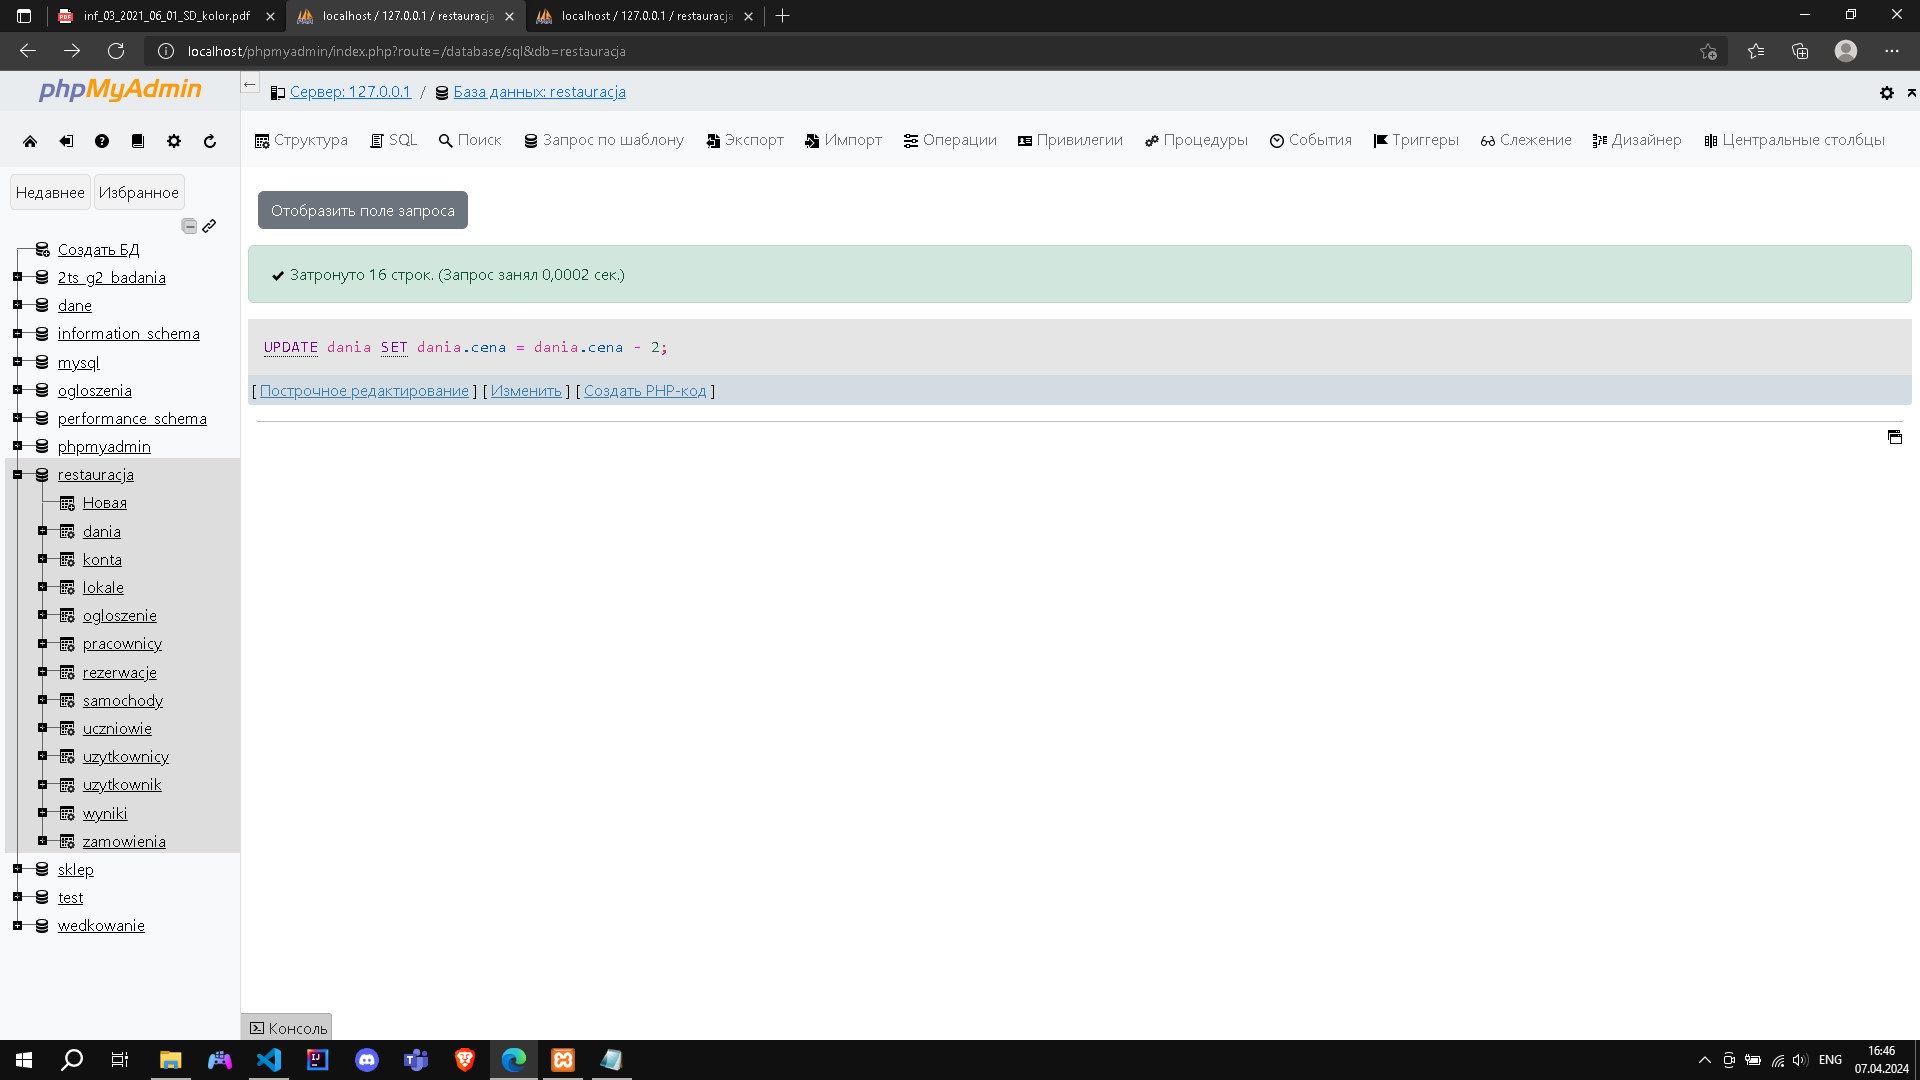 inf_03_2021_06_01_SD_kolor.pdf
localhost / 127.0.0.1 / restauracja
localhost / 127.0.0.1 / restauracja
localhost/phpmyadmin/index.php?route=/database/sql&db=restauracja
phpMyAdmin
Сервер: 127.0.0.1 / База данных: restauracja
Структура SQL Поиск Запрос по шаблону Экспорт Импорт Операции Привилегии Процедуры События Триггеры Слежение Дизайнер Центральные столбцы
Недавнее Избранное
Создать БД
2ts_g2_badania
dane
information_schema
mysql
ogloszenia
performance_schema
phpmyadmin
restauracja
Новая
dania
konta
lokale
ogloszenie
pracownicy
rezerwacje
samochody
uczniowie
uzytkownicy
uzytkownik
wyniki
zamowienia
sklep
test
wedkowanie
Отобразить поле запроса
Затронуто 16 строк. (Запрос занял 0,0002 сек.)
UPDATE dania SET dania.cena = dania.cena - 2;
[ Построчное редактирование ] [ Изменить ] [ Создать PHP-код ]
Консоль
ENG
16:46
07.04.2024